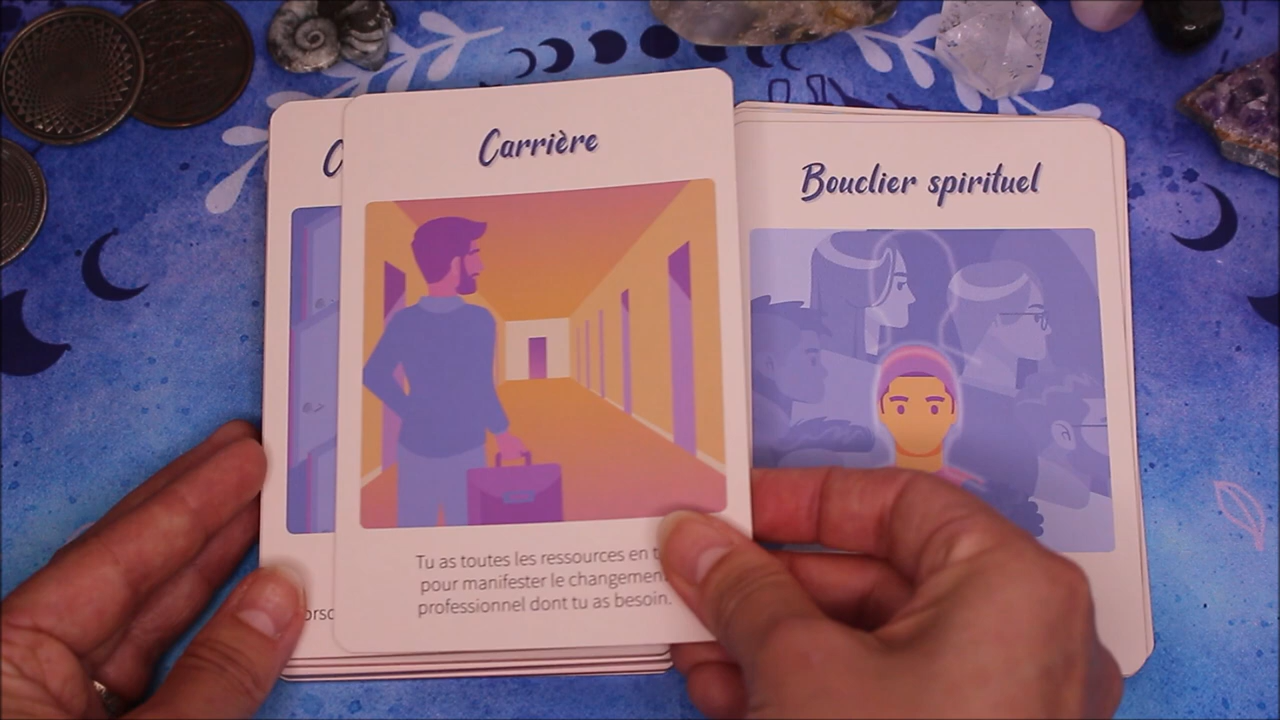 Carrière
Tu as toutes les ressources en
pour manifester le changement
professionnel dont tu as besoin.
Bouclier spirituel